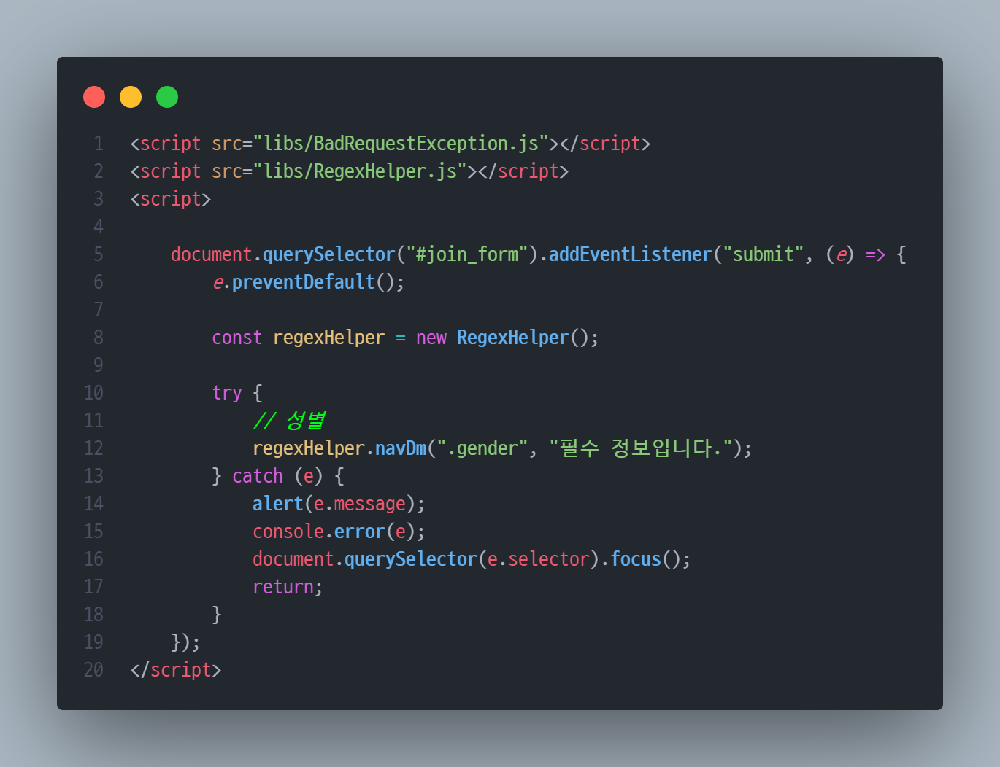 1 <script src="libs/BadRequestException.js"></script>
2 <script src="libs/RegexHelper.js"></script>
3 <script>
4
5     document.querySelector("#join_form").addEventListener("submit", (e) => {
6         e.preventDefault();
7
8         const regexHelper = new RegexHelper();
9
10         try {
11             // 성별
12             regexHelper.navDm(".gender", "필수 정보입니다.");
13         } catch (e) {
14             alert(e.message);
15             console.error(e);
16             document.querySelector(e.selector).focus();
17             return;
18         }
19     });
20 </script>